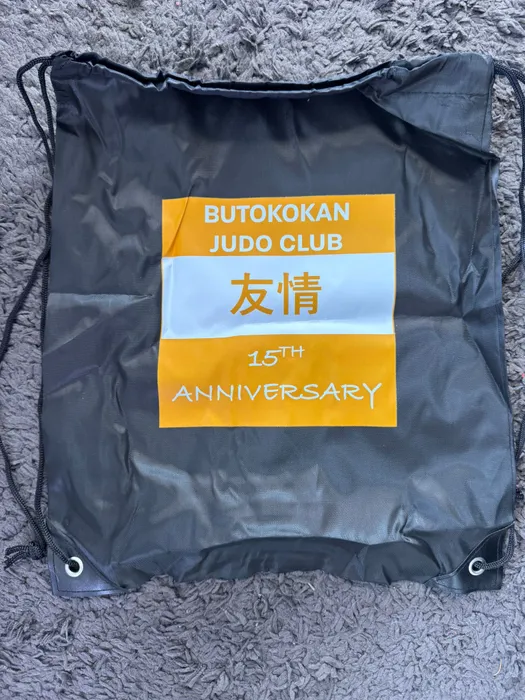 BUTOKOKAN
JUDO CLUB
友情
15TH
ANNIVERSARY